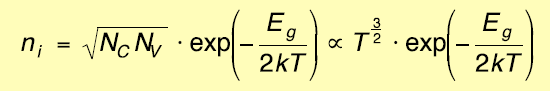 n_i = √(N_C N_V) · exp(−E_g / 2kT) ∝ T^(3/2) · exp(−E_g / 2kT)